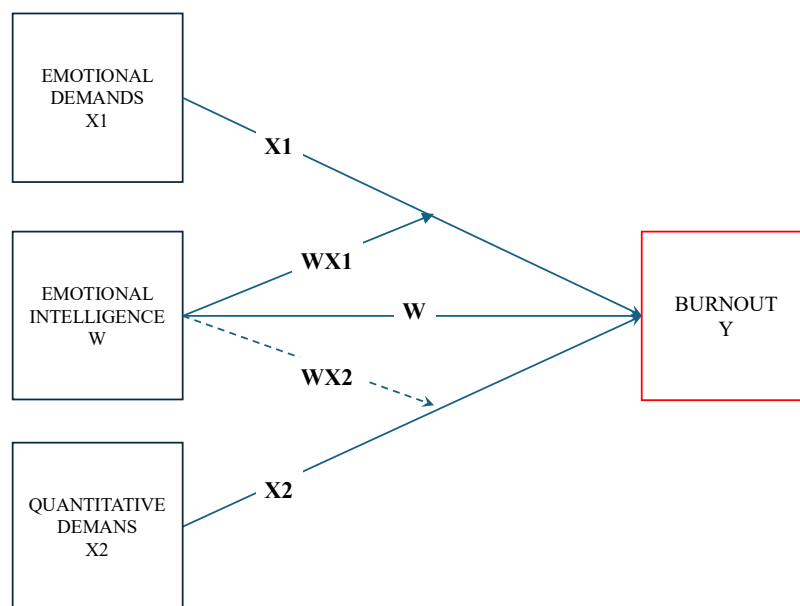 EMOTIONAL
DEMANDS
X1
X1
WX1
EMOTIONAL
INTELLIGENCE
W
W
BURNOUT
Y
WX2
X2
QUANTITATIVE
DEMANS
X2